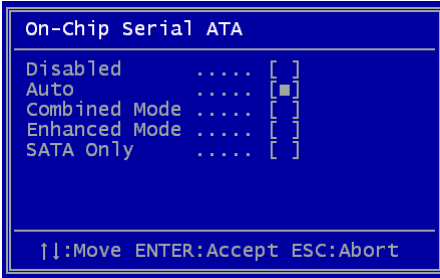 On-Chip Serial ATA
Disabled ..... [ ]
Auto ..... [■]
Combined Mode ..... [ ]
Enhanced Mode ..... [ ]
SATA Only ..... [ ]
↑↓:Move ENTER:Accept ESC:Abort